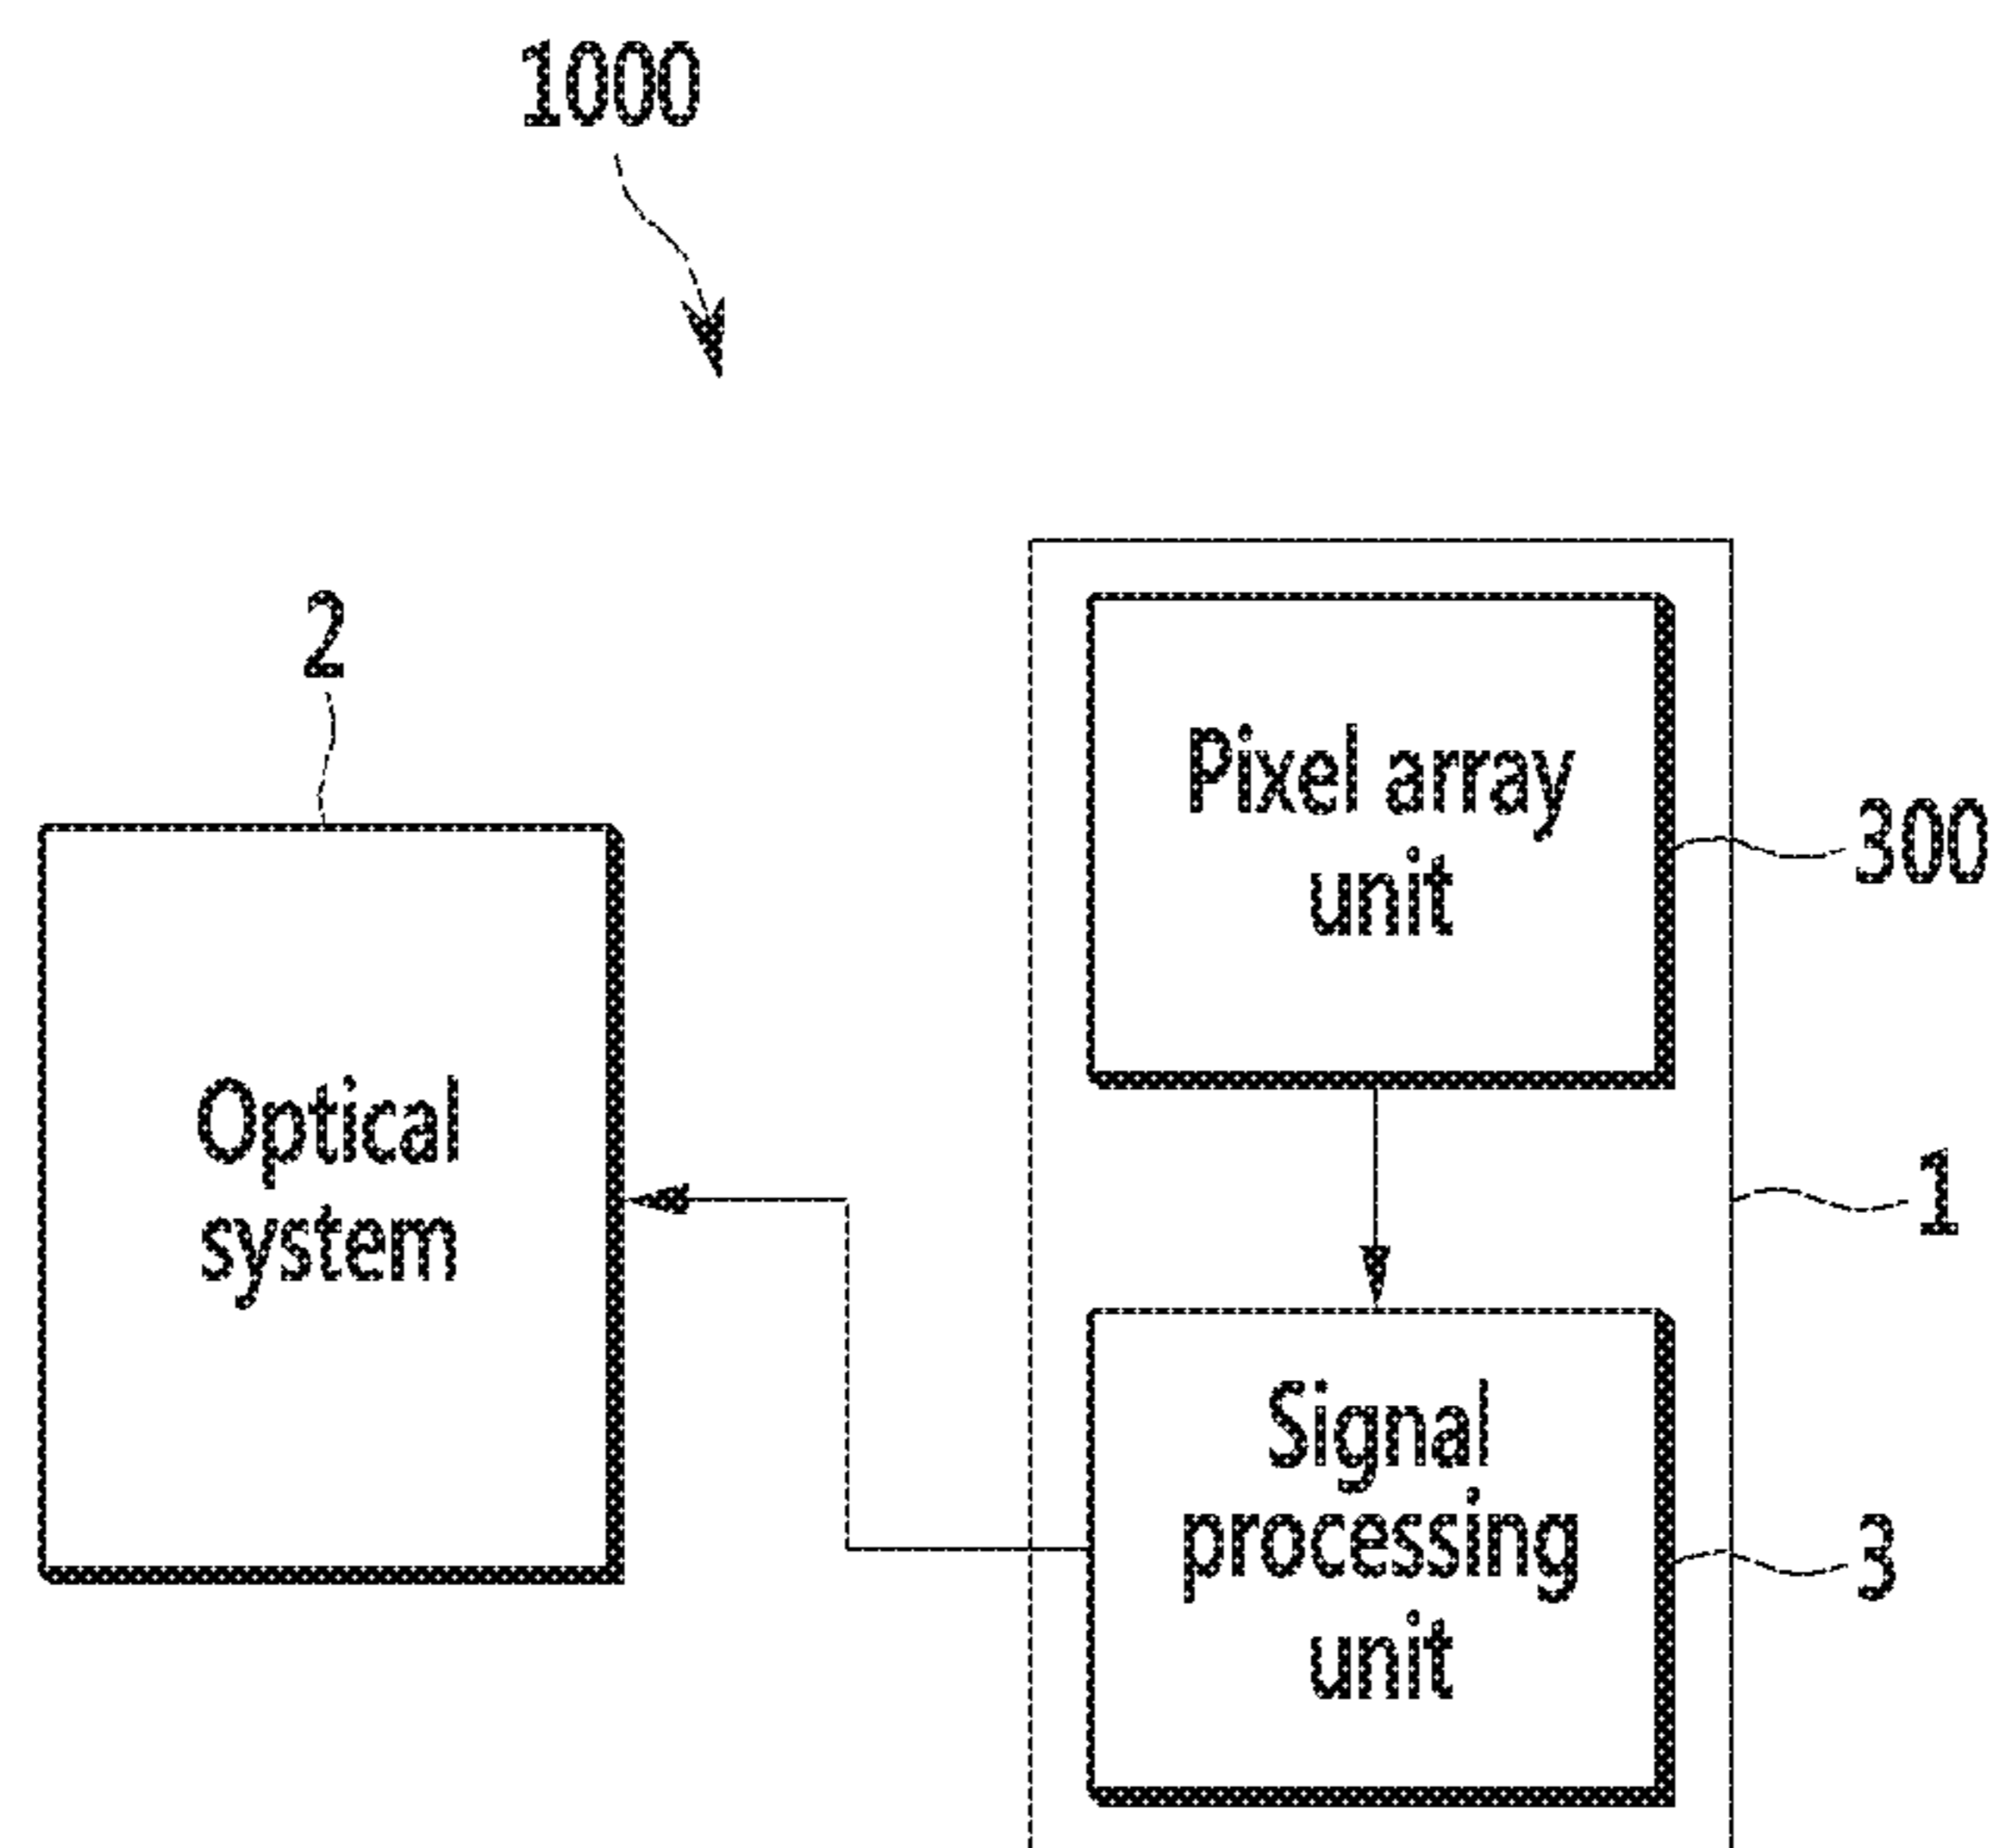 1000
2
Pixel array
unit
300
Optical
system
1
Signal
processing
unit
3